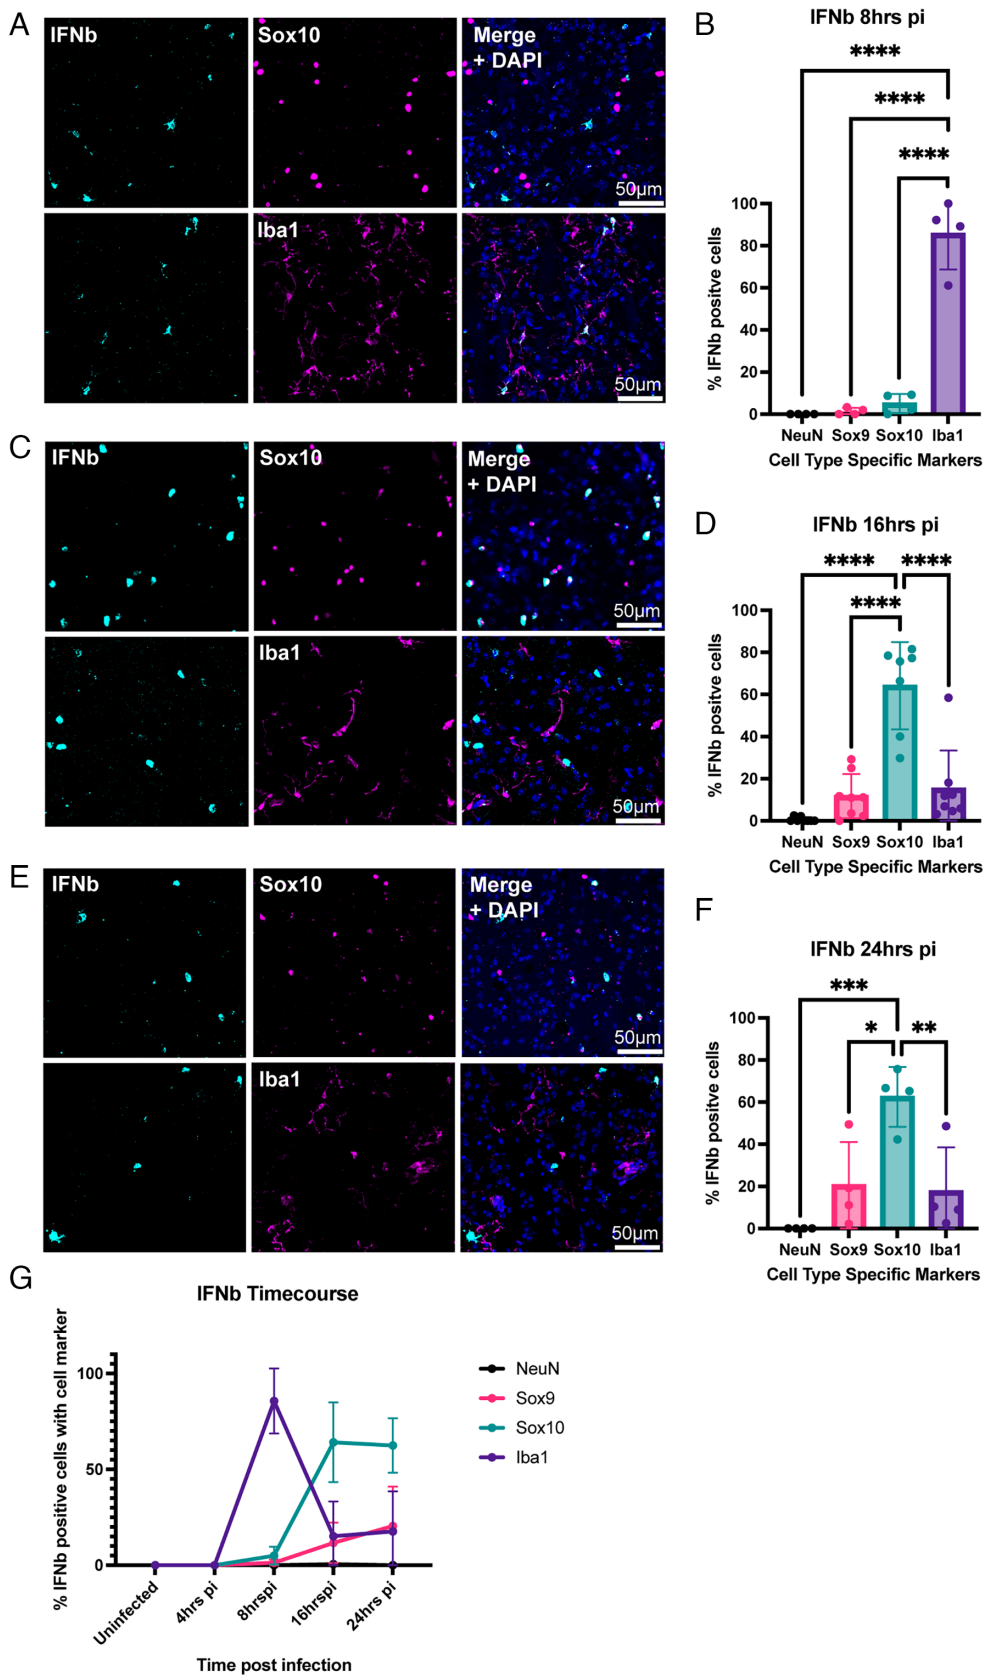 A
IFNb
Sox10
Merge
+ DAPI
50µm
Iba1
50µm
B
IFNb 8hrs pi
****
****
****
% IFNb positve cells
100
80
60
40
20
0
NeuN Sox9 Sox10 Iba1
Cell Type Specific Markers
C
IFNb
Sox10
Merge
+ DAPI
50µm
Iba1
50µm
D
IFNb 16hrs pi
**** ****
****
% IFNb positve cells
100
80
60
40
20
0
NeuN Sox9 Sox10 Iba1
Cell Type Specific Markers
E
IFNb
Sox10
Merge
+ DAPI
50µm
Iba1
50µm
F
IFNb 24hrs pi
***
* **
% IFNb positve cells
100
80
60
40
20
0
NeuN Sox9 Sox10 Iba1
Cell Type Specific Markers
G
IFNb Timecourse
% IFNb positive cells with cell marker
100
50
0
Uninfected
4hrs pi
8hrspi
16hrspi
24hrs pi
Time post infection
NeuN
Sox9
Sox10
Iba1